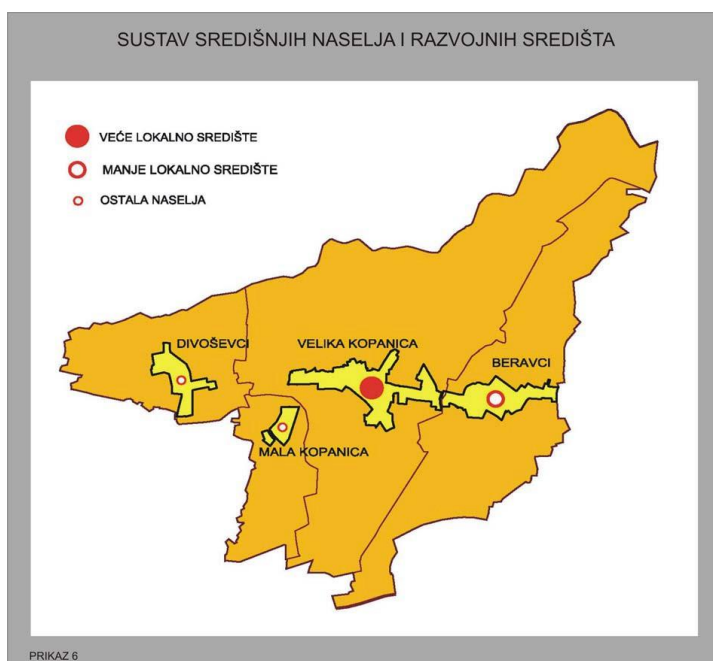 SUSTAV SREDIŠNJIH NASELJA I RAZVOJNIH SREDIŠTA
VEĆE LOKALNO SREDIŠTE
MANJE LOKALNO SREDIŠTE
OSTALA NASELJA
DIVOŠEVCI
VELIKA KOPANICA
BERAVCI
MALA KOPANICA
PRIKAZ 6